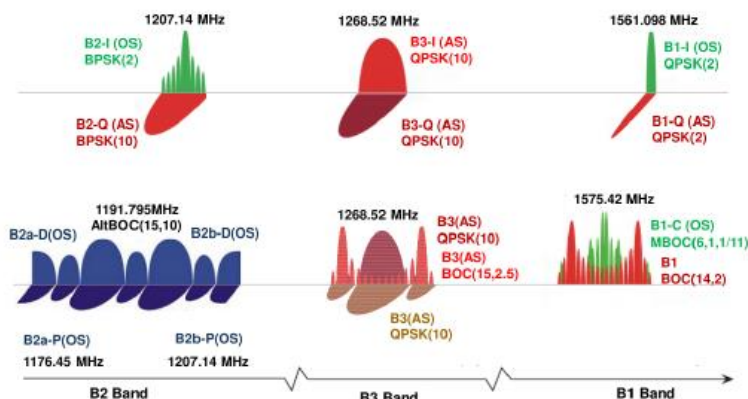 1207.14 MHz
B2-I (OS)
BPSK(2)
B2-Q (AS)
BPSK(10)
1268.52 MHz
B3-I (AS)
QPSK(10)
B3-Q (AS)
QPSK(10)
1561.098 MHz
B1-I (OS)
QPSK(2)
B1-Q (AS)
QPSK(2)
1191.795MHz
AltBOC(15,10)
B2a-D(OS)
B2b-D(OS)
B2a-P(OS)
1176.45 MHz
B2b-P(OS)
1207.14 MHz
1268.52 MHz
B3(AS)
QPSK(10)
B3(AS)
BOC(15,2.5)
B3(AS)
QPSK(10)
1575.42 MHz
B1-C (OS)
MBOC(6,1,1/11)
B1
BOC(14,2)
B2 Band
B3 Band
B1 Band